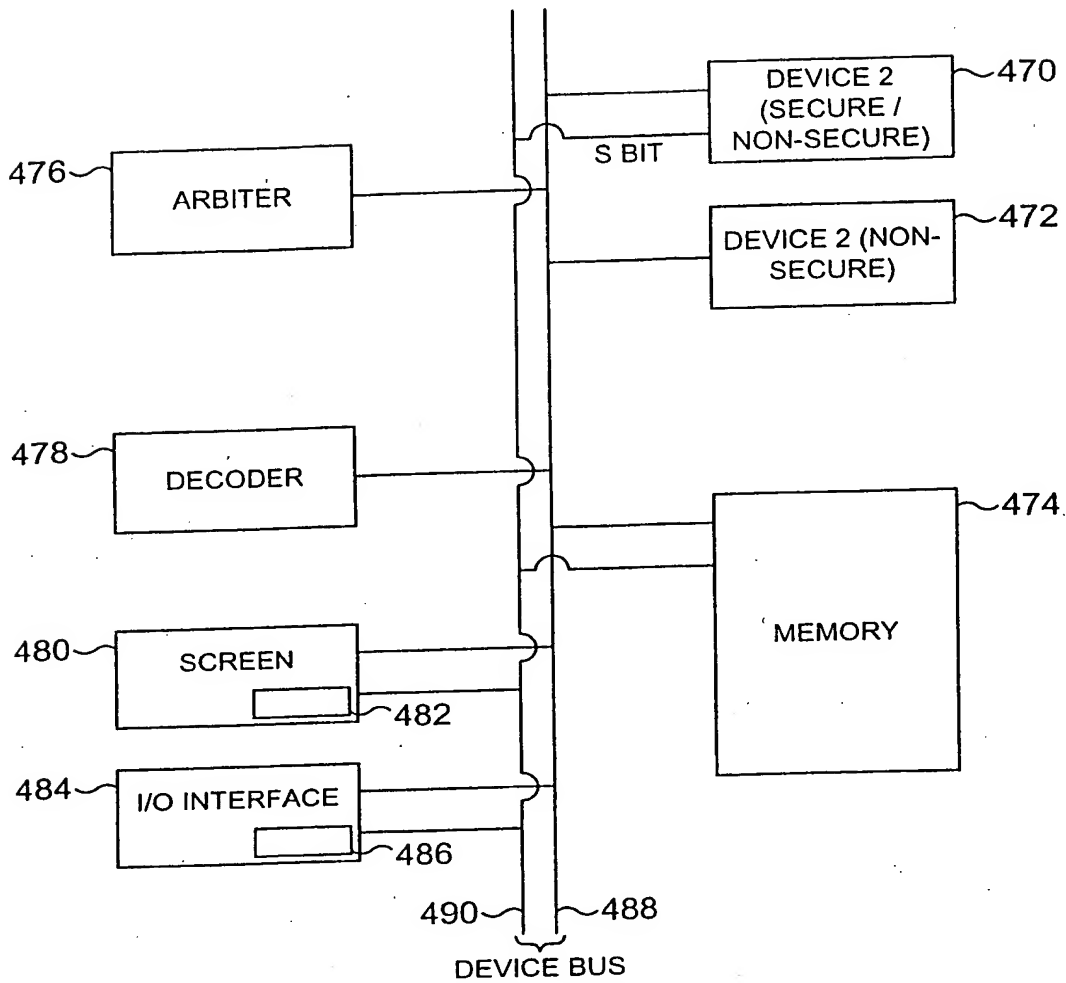 DEVICE 2
(SECURE /
NON-SECURE)
470
S BIT
476
ARBITER
DEVICE 2 (NON-
SECURE)
472
478
DECODER
474
MEMORY
480
SCREEN
482
484
I/O INTERFACE
486
490
488
DEVICE BUS